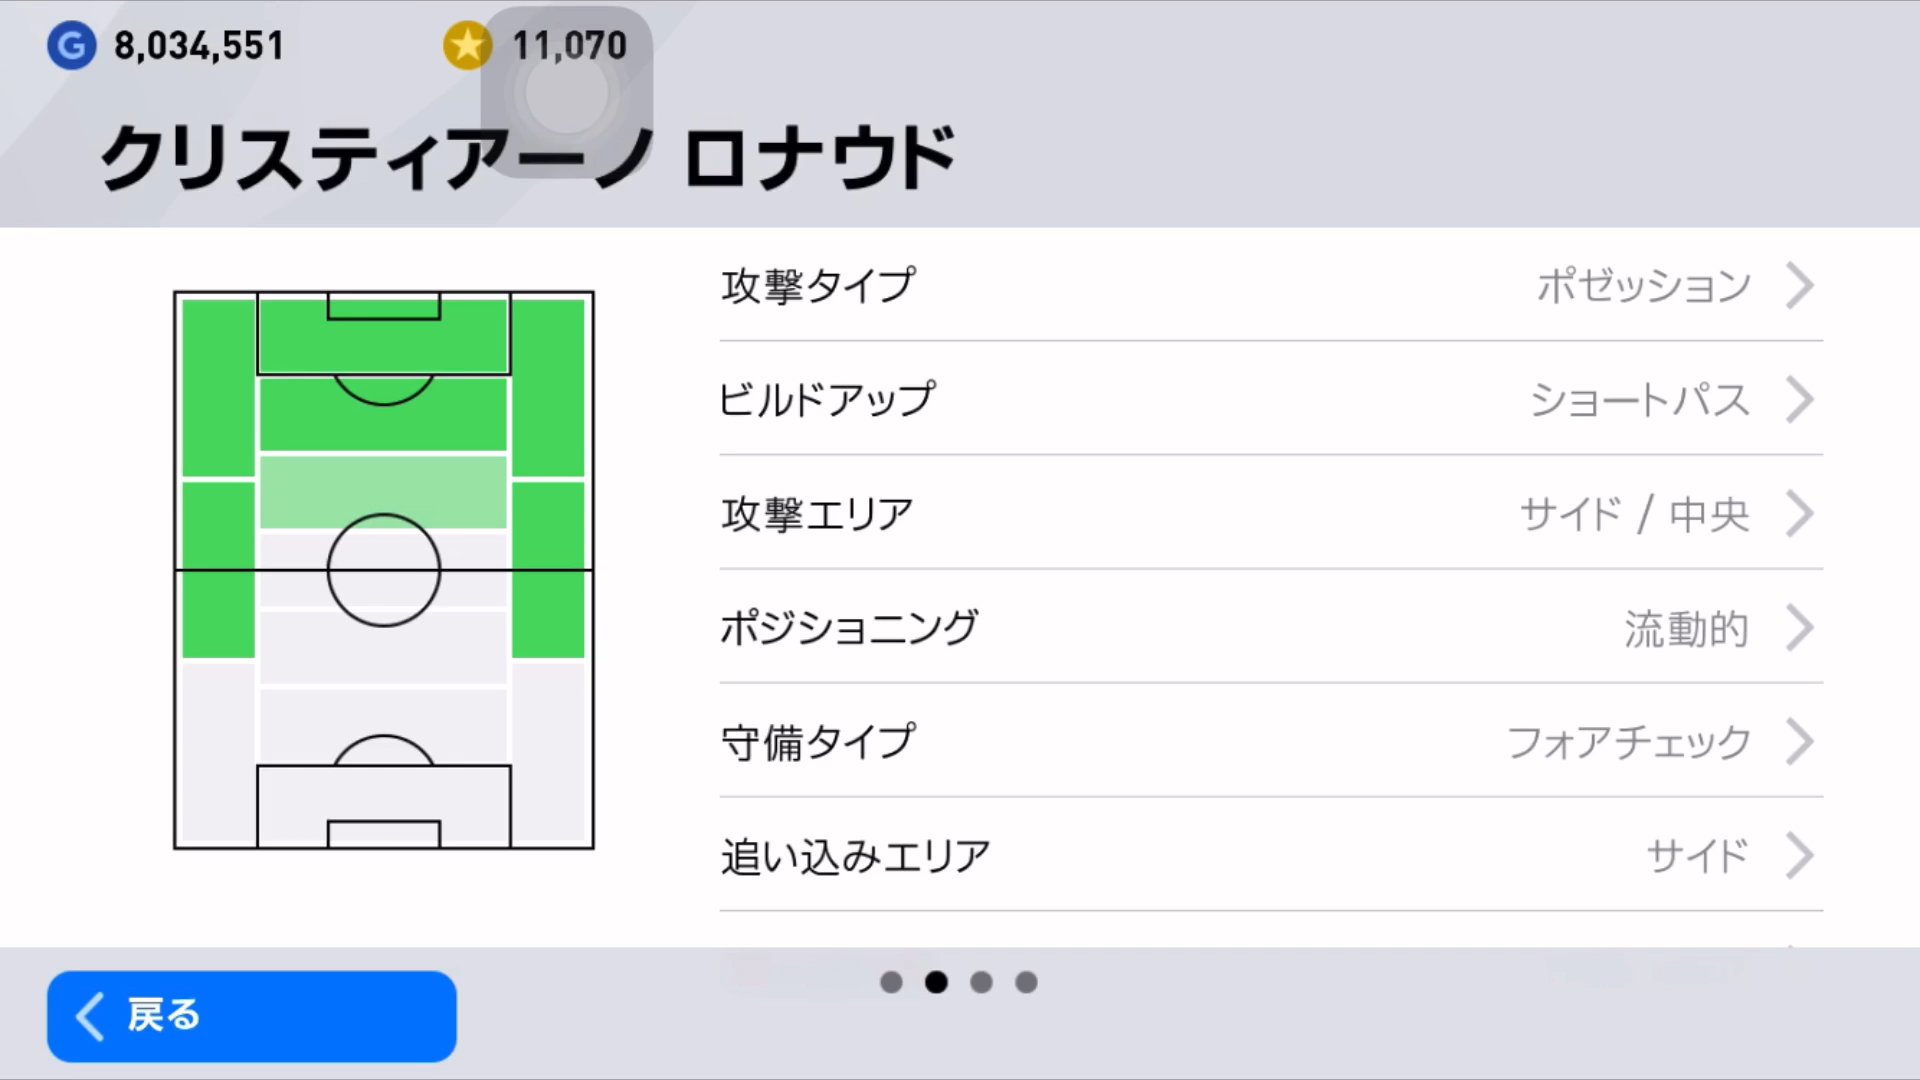 G 8,034,551 11,070
クリスティアーノ ロナウド
攻撃タイプ ポゼッション
ビルドアップ ショートパス
攻撃エリア サイド / 中央
ポジショニング 流動的
守備タイプ フォアチェック
追い込みエリア サイド
戻る